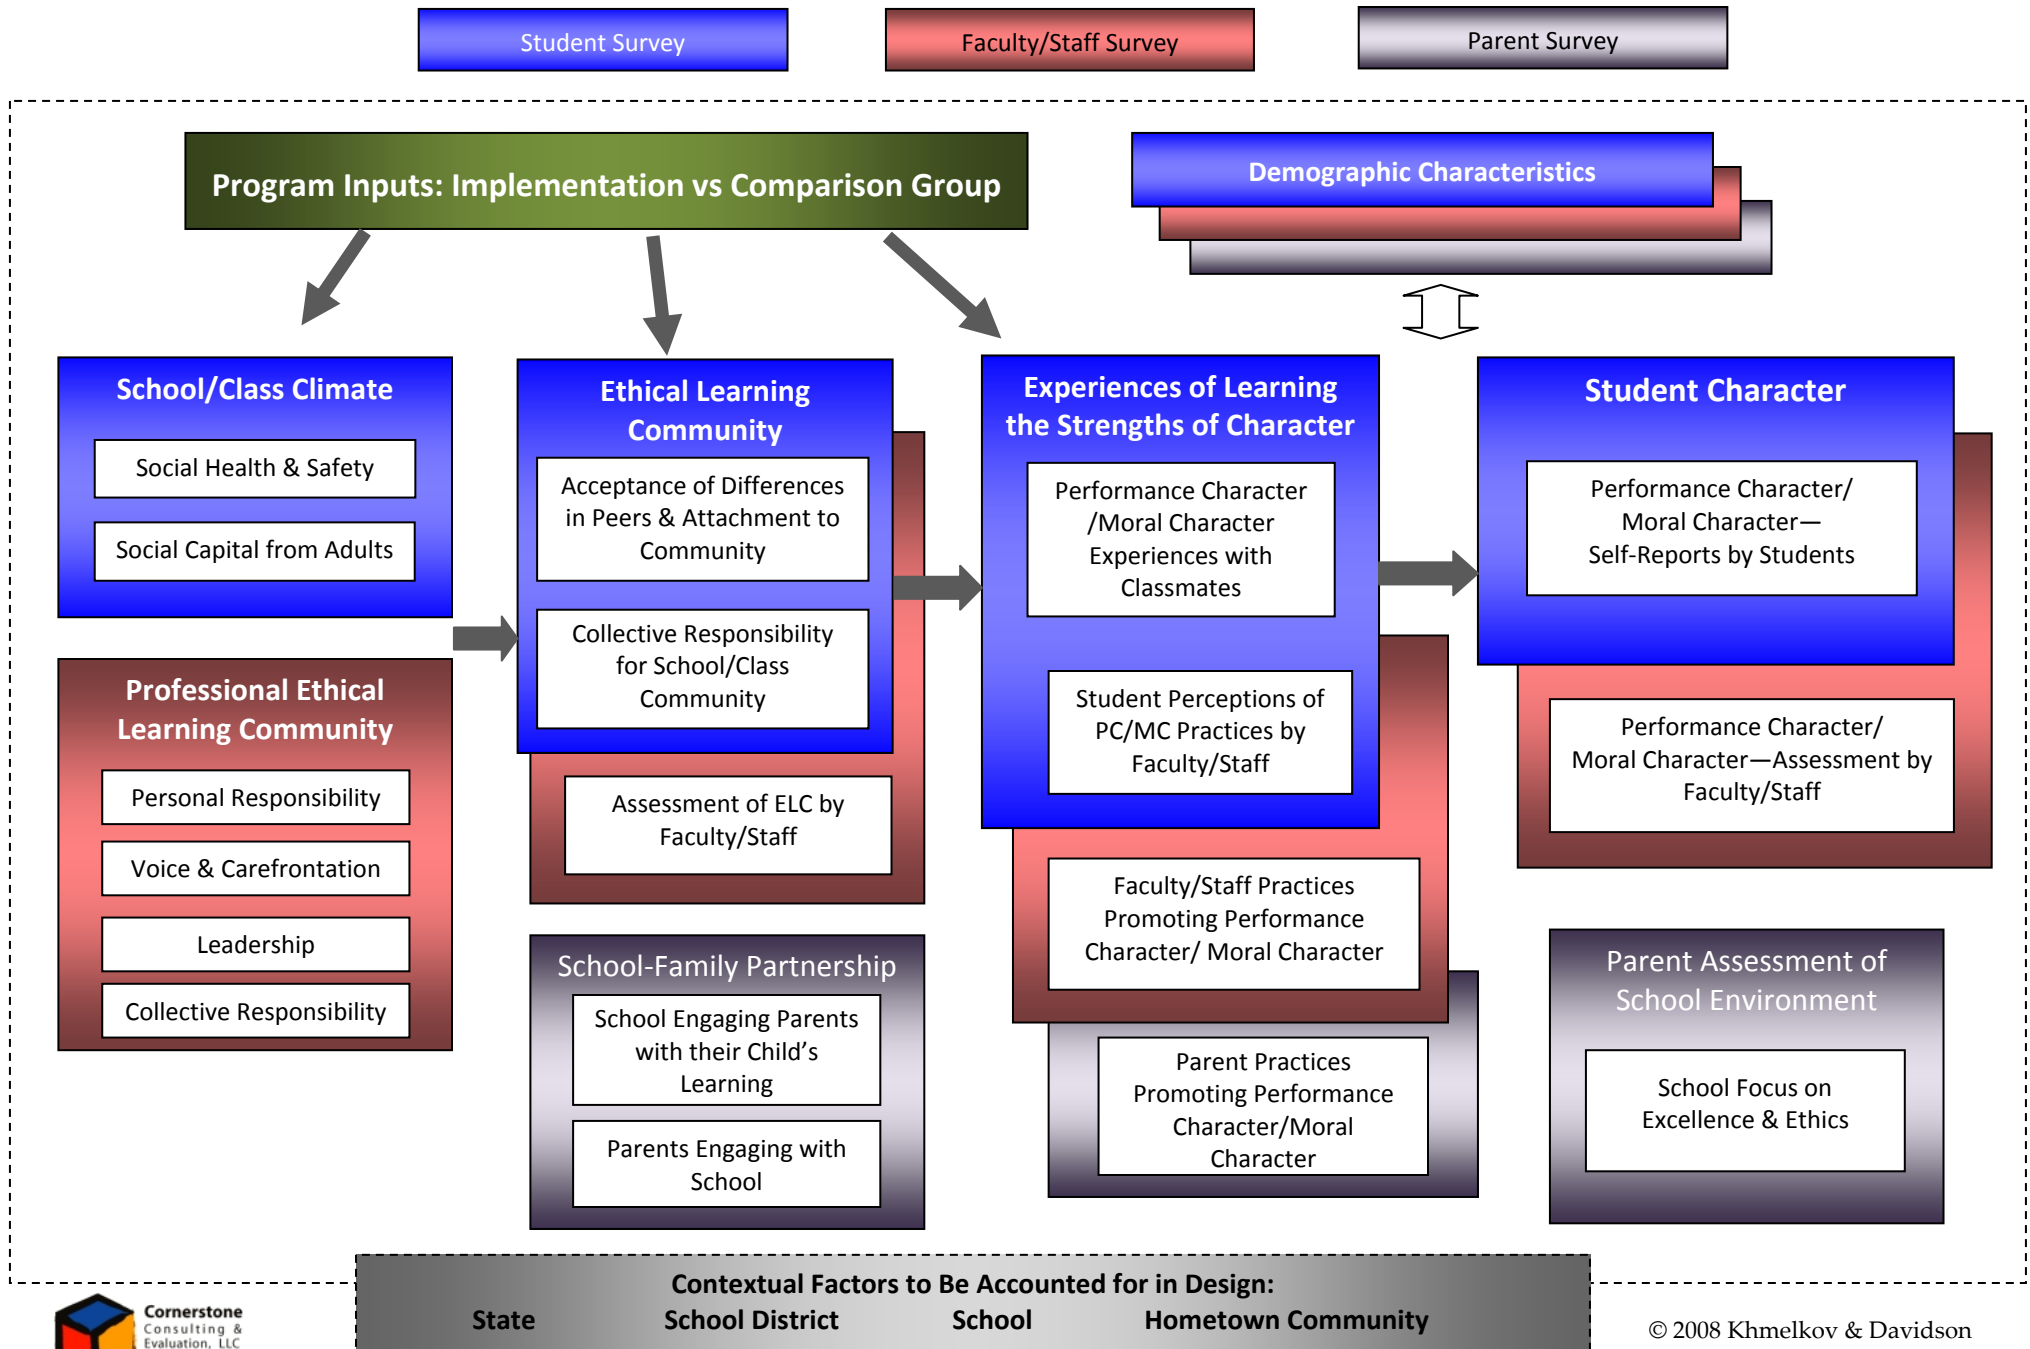 Student Survey
Faculty/Staff Survey
Parent Survey
Program Inputs: Implementation vs Comparison Group
Demographic Characteristics
School/Class Climate
Social Health & Safety
Social Capital from Adults
Professional Ethical
Learning Community
Personal Responsibility
Voice & Carefrontation
Leadership
Collective Responsibility
Ethical Learning
Community
Acceptance of Differences
in Peers & Attachment to
Community
Collective Responsibility
for School/Class
Community
Assessment of ELC by
Faculty/Staff
School-Family Partnership
School Engaging Parents
with their Child’s
Learning
Parents Engaging with
School
Experiences of Learning
the Strengths of Character
Performance Character
/Moral Character
Experiences with
Classmates
Student Perceptions of
PC/MC Practices by
Faculty/Staff
Faculty/Staff Practices
Promoting Performance
Character/ Moral Character
Parent Practices
Promoting Performance
Character/Moral
Character
Student Character
Performance Character/
Moral Character—
Self-Reports by Students
Performance Character/
Moral Character—Assessment by
Faculty/Staff
Parent Assessment of
School Environment
School Focus on
Excellence & Ethics
Contextual Factors to Be Accounted for in Design:
State School District School Hometown Community
Cornerstone
Consulting &
Evaluation, LLC
© 2008 Khmelkov & Davidson